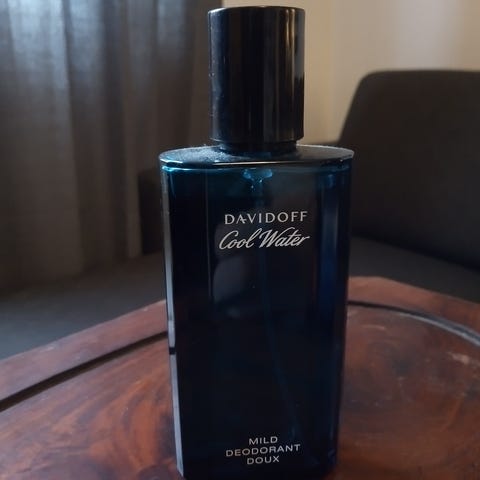 DAVIDOFF
Cool Water
MILD
DEODORANT
DOUX